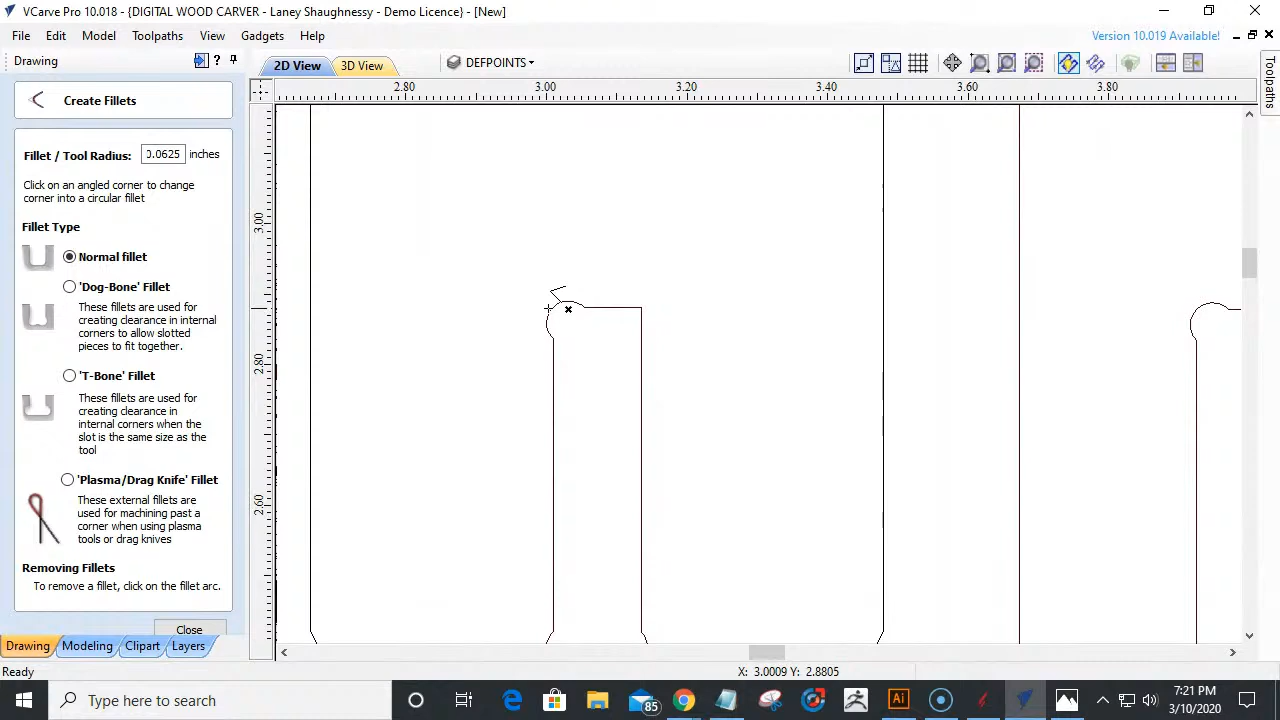 VCarve Pro 10.018 - {DIGITAL WOOD CARVER - Laney Shaughnessy - Demo Licence} - [New]
File Edit Model Toolpaths View Gadgets Help
Version 10.019 Available!
Drawing
?
2D View
3D View
DEFPOINTS
Toolpaths
Create Fillets
2.80 3.00 3.20 3.40 3.60 3.80
Fillet / Tool Radius: 0.0625 inches
Click on an angled corner to change
corner into a circular fillet
Fillet Type
Normal fillet
'Dog-Bone' Fillet
These fillets are used for
creating clearance in internal
corners to allow slotted
pieces to fit together.
'T-Bone' Fillet
These fillets are used for
creating clearance in
internal corners when the
slot is the same size as the
tool
'Plasma/Drag Knife' Fillet
These external fillets are
used for machining past a
corner when using plasma
tools or drag knives
Removing Fillets
To remove a fillet, click on the fillet arc.
Close
3.00
2.80
2.60
Drawing Modeling Clipart Layers
Ready
X: 3.0009 Y: 2.8805
Type here to search
85
Ai
7:21 PM
3/10/2020